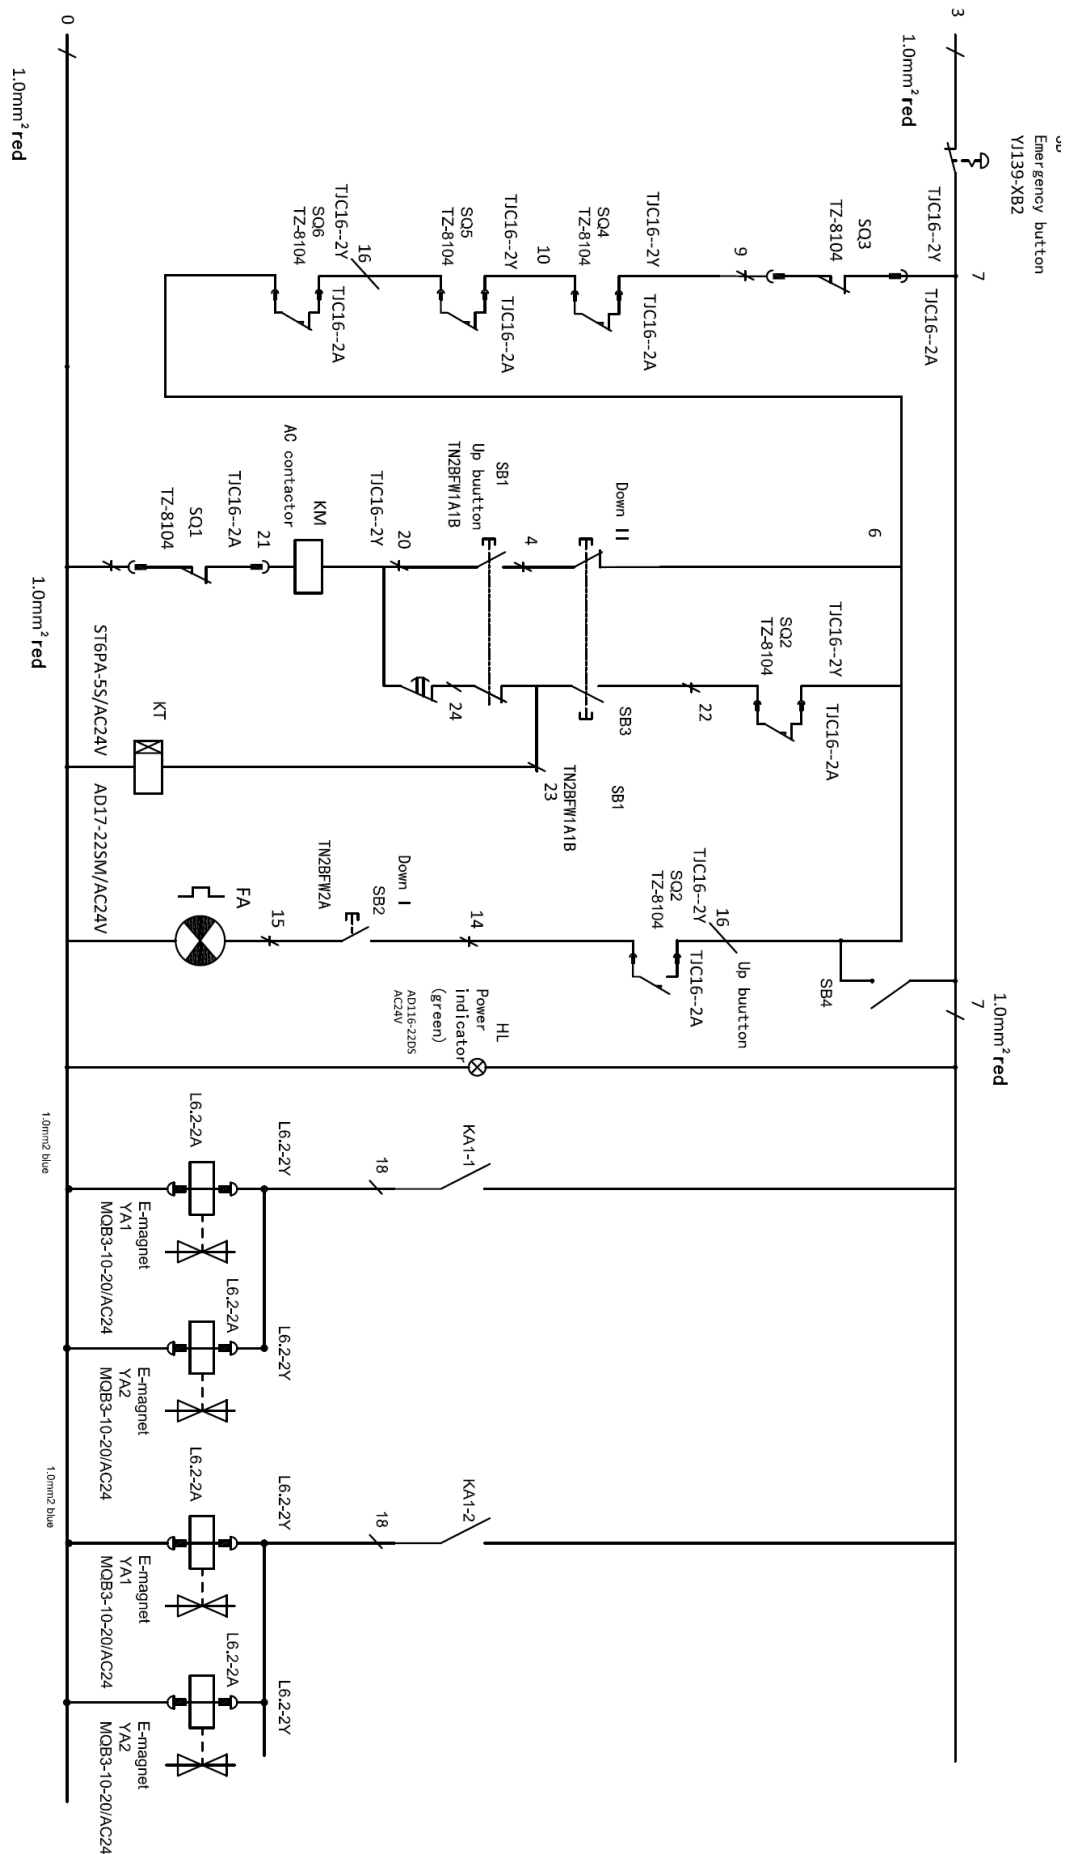 3
1.0mm² red
Emergency button
YJ139-XB2
0
1.0mm² red
7
TJC16--2Y
TJC16--2A
SQ3
TZ-8104
9
TJC16--2Y
TJC16--2A
SQ4
TZ-8104
10
TJC16--2Y
TJC16--2A
SQ5
TZ-8104
16
TJC16--2Y
TJC16--2A
SQ6
TZ-8104
6
Down II
4
SB1
Up buutton
TN2BFW1A1B
20
TJC16--2Y
KM
AC contactor
21
TJC16--2A
SQ1
TZ-8104
1.0mm² red
TJC16--2Y
TJC16--2A
SQ2
TZ-8104
22
SB3
24
SB1
TN2BFW1A1B
23
KT
ST6PA-5S/AC24V
SB4
7
1.0mm² red
16
Up buutton
TJC16--2Y
TJC16--2A
SQ2
TZ-8104
14
Down I
SB2
TN2BFW2A
15
FA
AD17-22SM/AC24V
HL
Power
indicator
(green)
AD116-22DS
AC24V
KA1-1
18
L6.2-2Y
L6.2-2A
E-magnet
YA1
MQB3-10-20/AC24
1.0mm2 blue
L6.2-2Y
L6.2-2A
E-magnet
YA2
MQB3-10-20/AC24
KA1-2
18
L6.2-2Y
L6.2-2A
E-magnet
YA1
MQB3-10-20/AC24
1.0mm2 blue
L6.2-2Y
L6.2-2A
E-magnet
YA2
MQB3-10-20/AC24